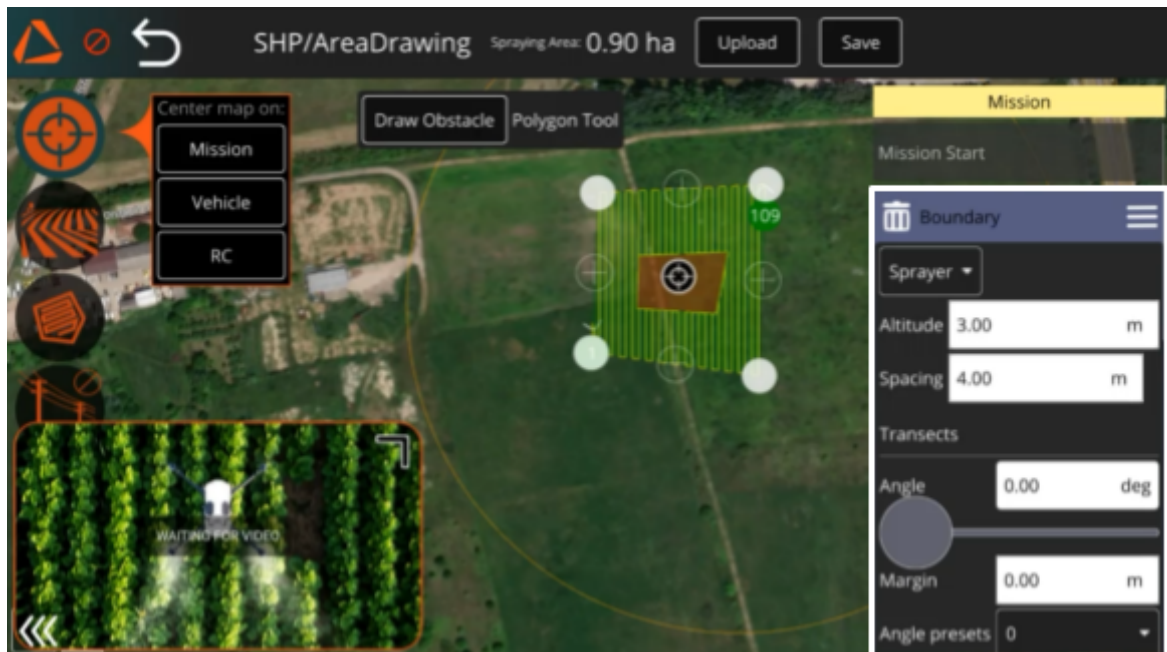 SHP/AreaDrawing Spraying Area: 0.90 ha Upload Save
Center map on:
Mission
Vehicle
RC
Draw Obstacle Polygon Tool
109
1
Mission
Mission Start
Boundary
Sprayer
Altitude 3.00 m
Spacing 4.00 m
Transects
Angle 0.00 deg
Margin 0.00 m
Angle presets 0
WAITING FOR VIDEO